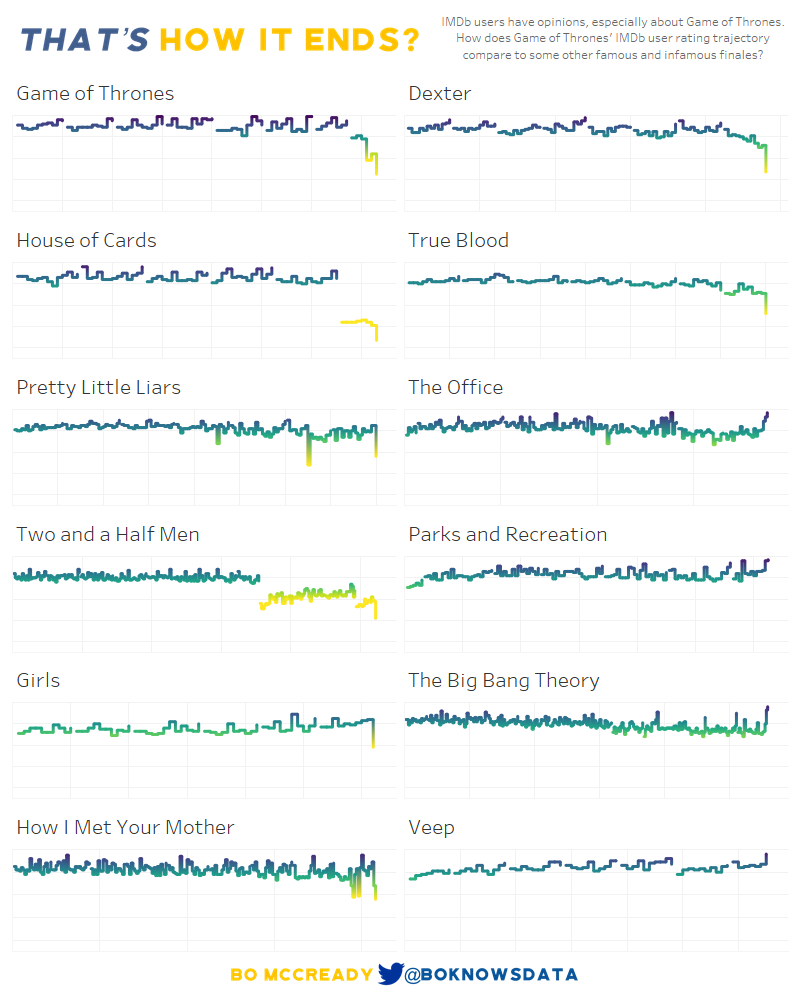 THAT'S HOW IT ENDS?
IMDb users have opinions, especially about Game of Thrones.
How does Game of Thrones' IMDb user rating trajectory
compare to some other famous and infamous finales?
Game of Thrones
Dexter
House of Cards
True Blood
Pretty Little Liars
The Office
Two and a Half Men
Parks and Recreation
Girls
The Big Bang Theory
How I Met Your Mother
Veep
BO MCCREADY @BOKNOWSDATA